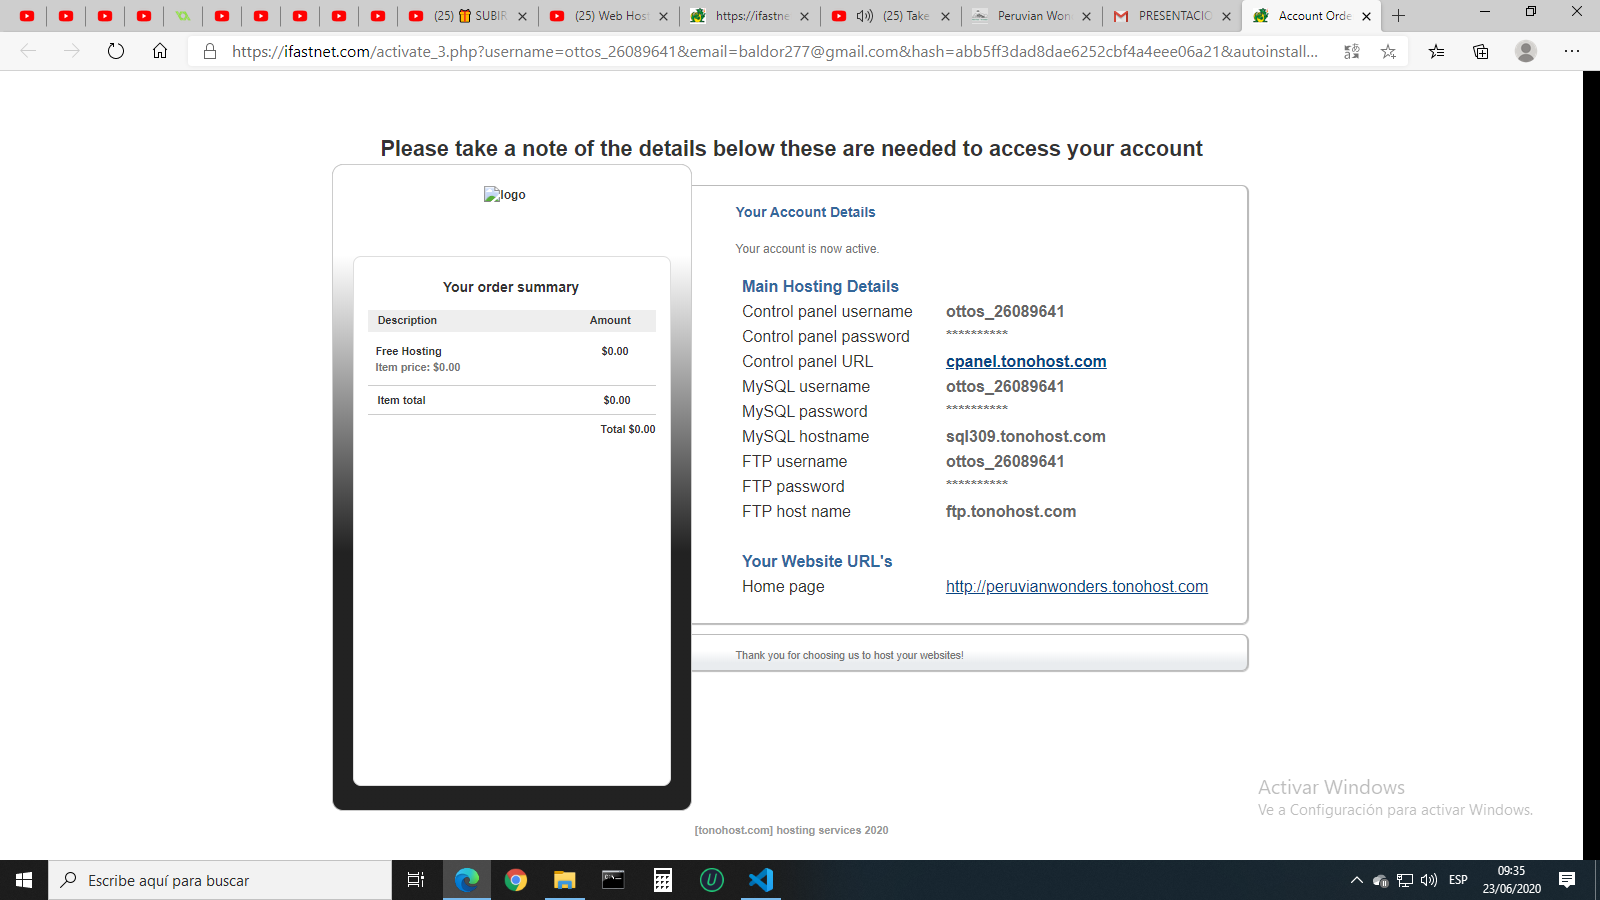 (25) 🎁 SUBIR
(25) Web Host
https://ifastne
(25) Take
Peruvian Won
PRESENTACIO
Account Orde
https://ifastnet.com/activate_3.php?username=ottos_26089641&email=baldor277@gmail.com&hash=abb5ff3dad8dae6252cbf4a4eee06a21&autoinstall...
Please take a note of the details below these are needed to access your account
logo
Your order summary
Description Amount
Free Hosting $0.00
Item price: $0.00
Item total $0.00
Total $0.00
Your Account Details
Your account is now active.
Main Hosting Details
Control panel username ottos_26089641
Control panel password **********
Control panel URL cpanel.tonohost.com
MySQL username ottos_26089641
MySQL password **********
MySQL hostname sql309.tonohost.com
FTP username ottos_26089641
FTP password **********
FTP host name ftp.tonohost.com
Your Website URL's
Home page http://peruvianwonders.tonohost.com
Thank you for choosing us to host your websites!
[tonohost.com] hosting services 2020
Activar Windows
Ve a Configuración para activar Windows.
Escribe aquí para buscar
ESP
09:35
23/06/2020